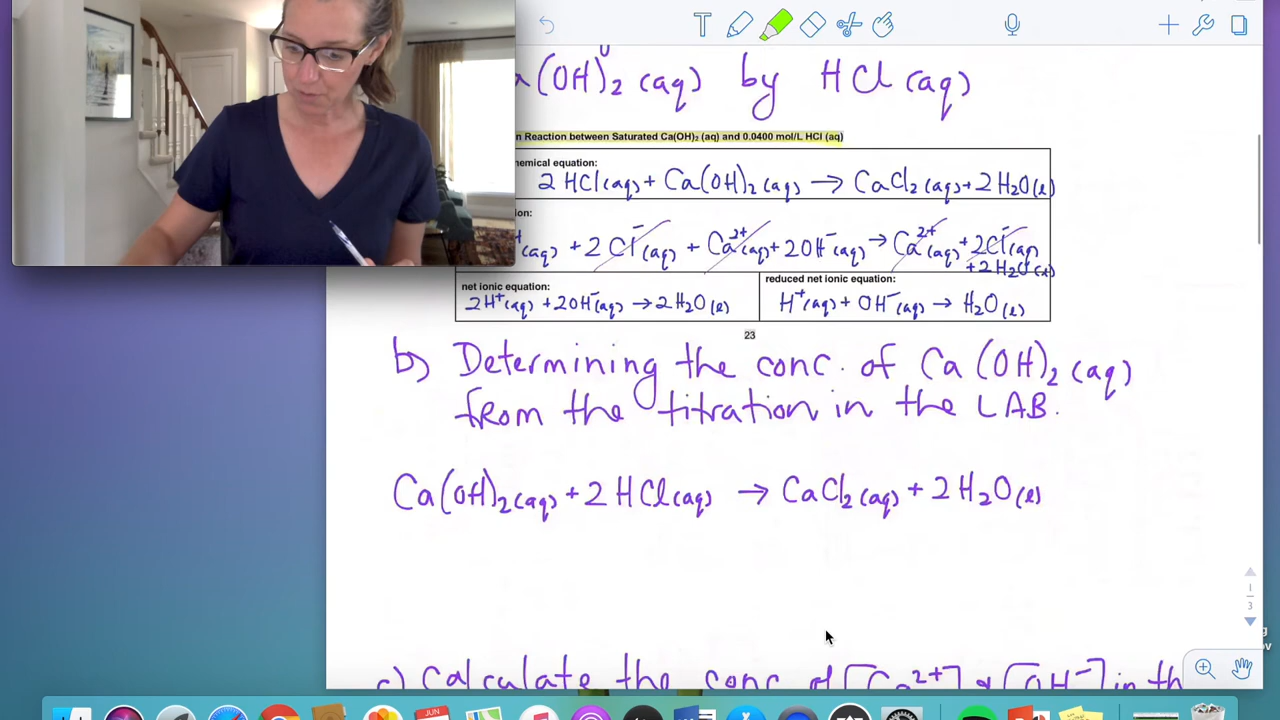 (OH)₂ (aq) by HCl (aq)
n Reaction between Saturated Ca(OH)₂ (aq) and 0.0400 mol/L HCl (aq)
emical equation:
2 HCl(aq) + Ca(OH)₂ (aq) → CaCl₂ (aq) + 2H₂O(l)
ion:
⁺(aq) + 2 Cl⁻(aq) + Ca²⁺(aq) + 2OH⁻(aq) → Ca²⁺(aq) + 2Cl⁻(aq)
+ 2 H₂O(l)
net ionic equation:
2H⁺(aq) + 2OH⁻(aq) → 2 H₂O(l)
reduced net ionic equation:
H⁺(aq) + OH⁻(aq) → H₂O(l)
23
b) Determining the conc. of Ca(OH)₂ (aq)
from the titration in the LAB.
Ca(OH)₂(aq) + 2 HCl(aq) → CaCl₂ (aq) + 2 H₂O(l)
1
3
c) Calculate the conc of [Ca²⁺] & [OH⁻] in th
JUN